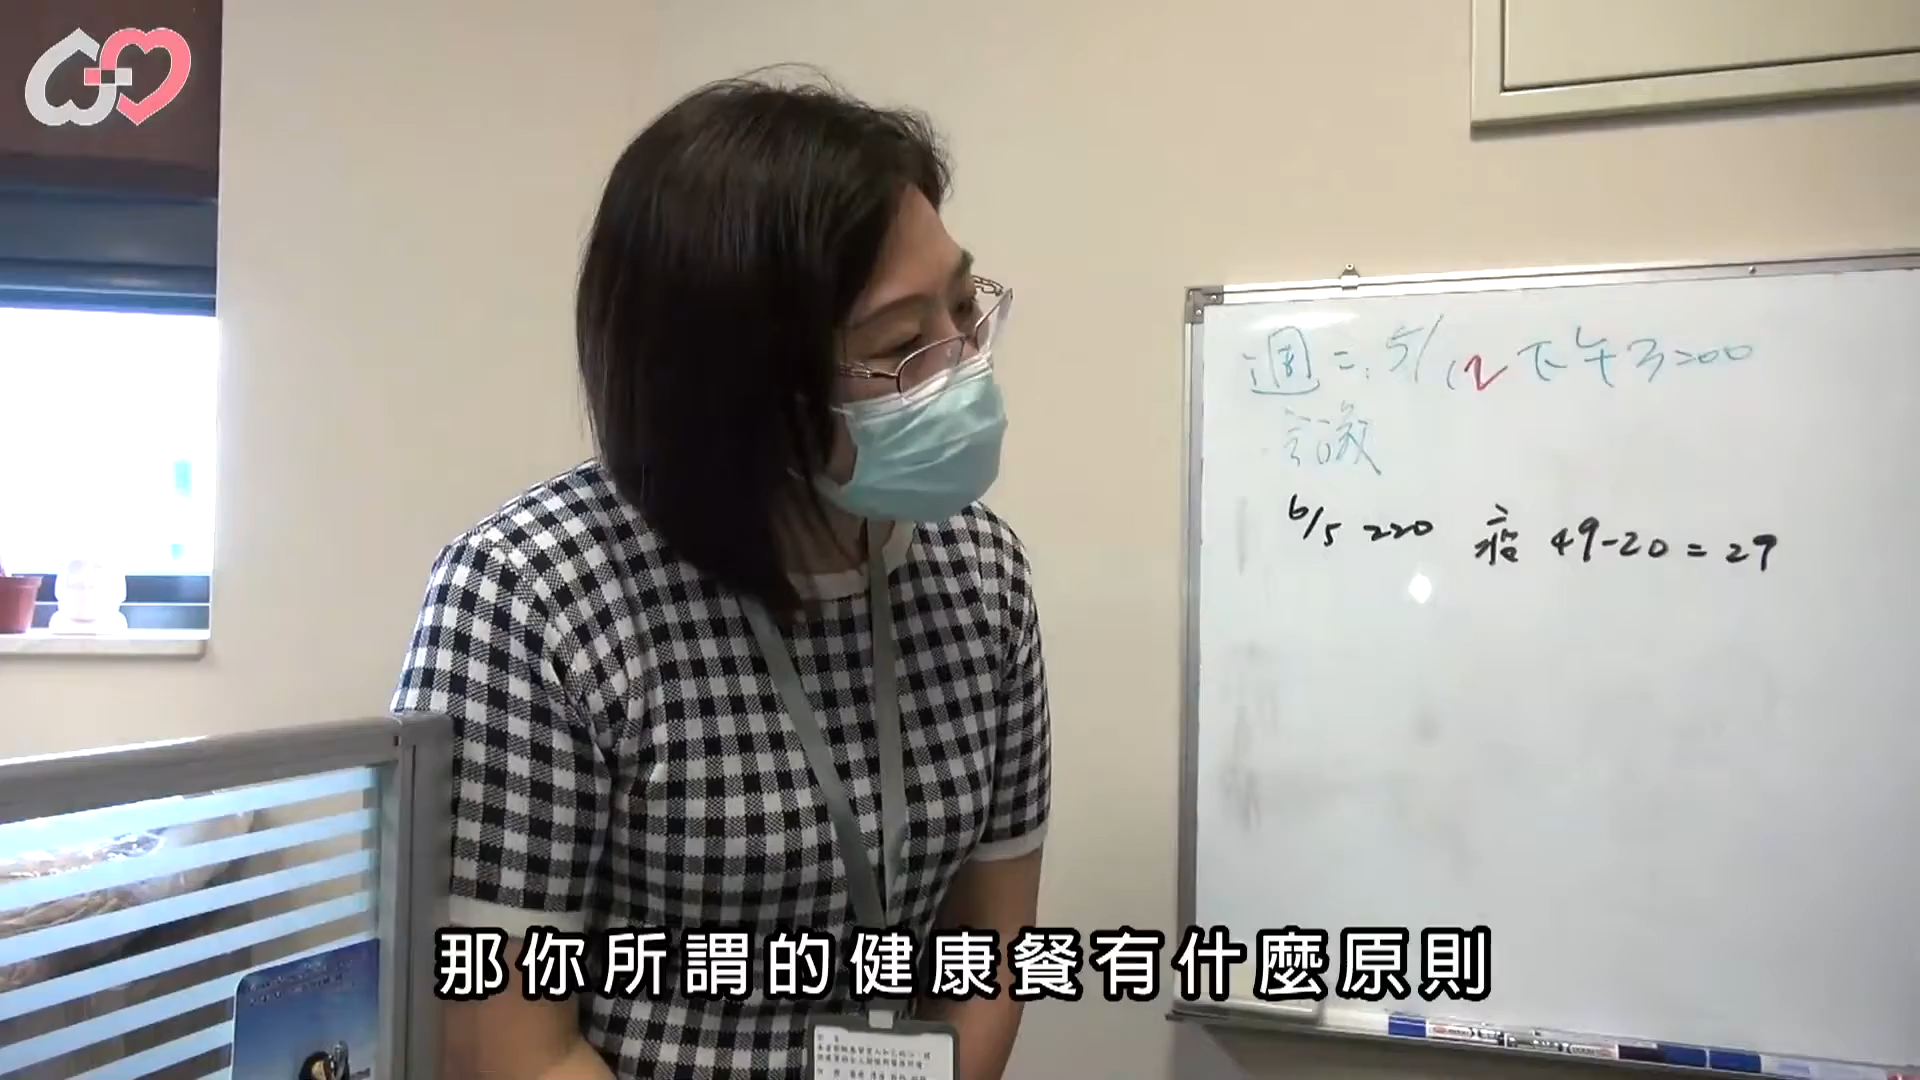 週二. 5/12 下午3:00
會議
6/5 220 疫 49-20=29
那你所謂的健康餐有什麼原則